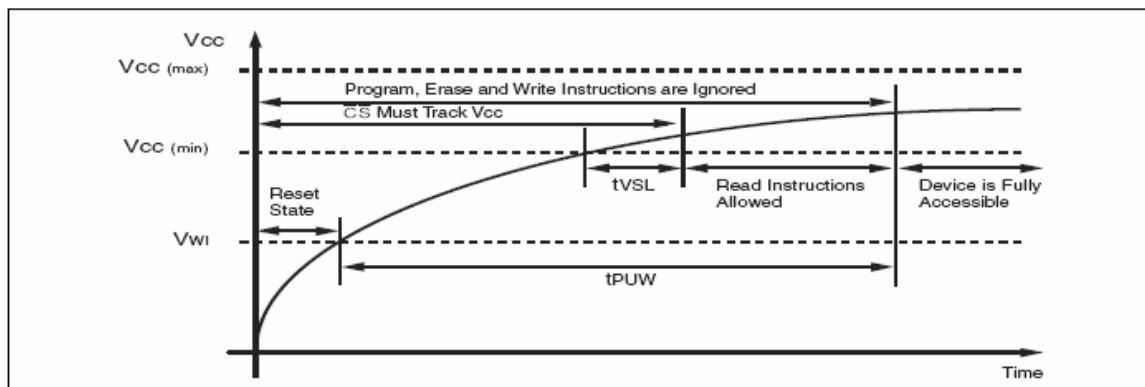 Vcc
Vcc (max)
Program, Erase and Write Instructions are Ignored
CS Must Track Vcc
Vcc (min)
tVSL
Read Instructions
Allowed
Device is Fully
Accessible
Reset
State
VWI
tPUW
Time